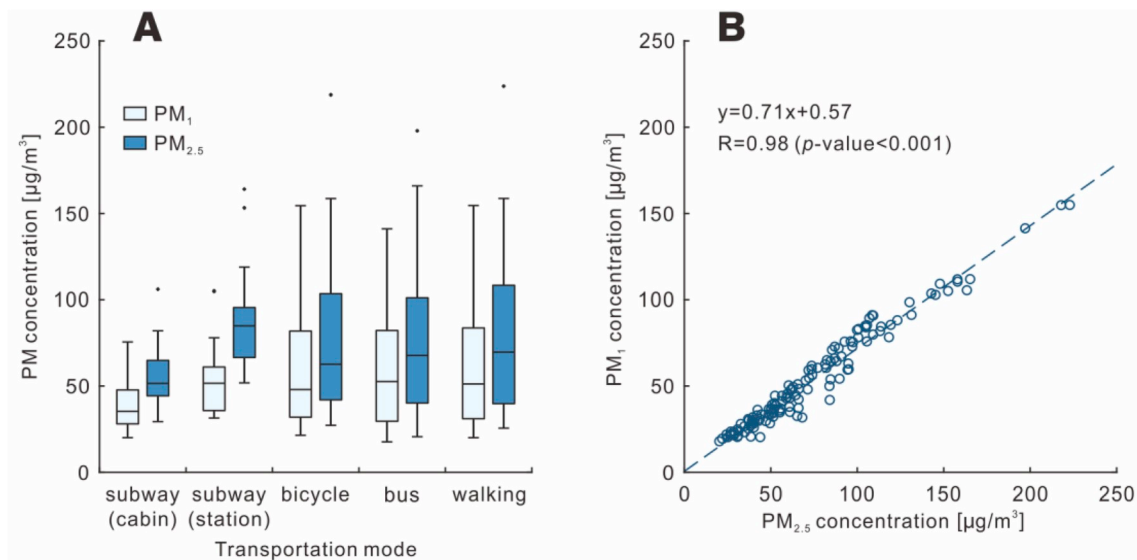 A
250
200
150
100
50
0
PM concentration [µg/m³]
PM₁
PM₂.₅
subway (cabin)
subway (station)
bicycle
bus
walking
Transportation mode
B
250
200
150
100
50
0
PM₁ concentration [µg/m³]
y=0.71x+0.57
R=0.98 (p-value<0.001)
0 50 100 150 200 250
PM₂.₅ concentration [µg/m³]